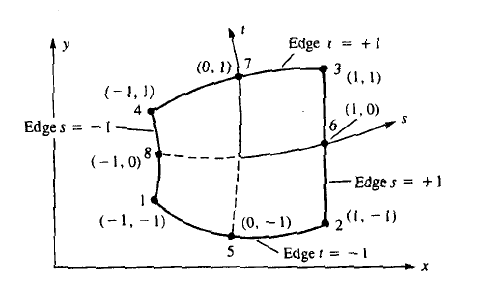 t
y
Edge t = + 1
(0, 1) 7
3
(1, 1)
(−1, 1)
4
(1, 0)
Edge s = −1
6
s
(−1, 0) 8
Edge s = +1
1
(−1, −1)
(0, −1)
2 (1, −1)
5
Edge t = −1
x